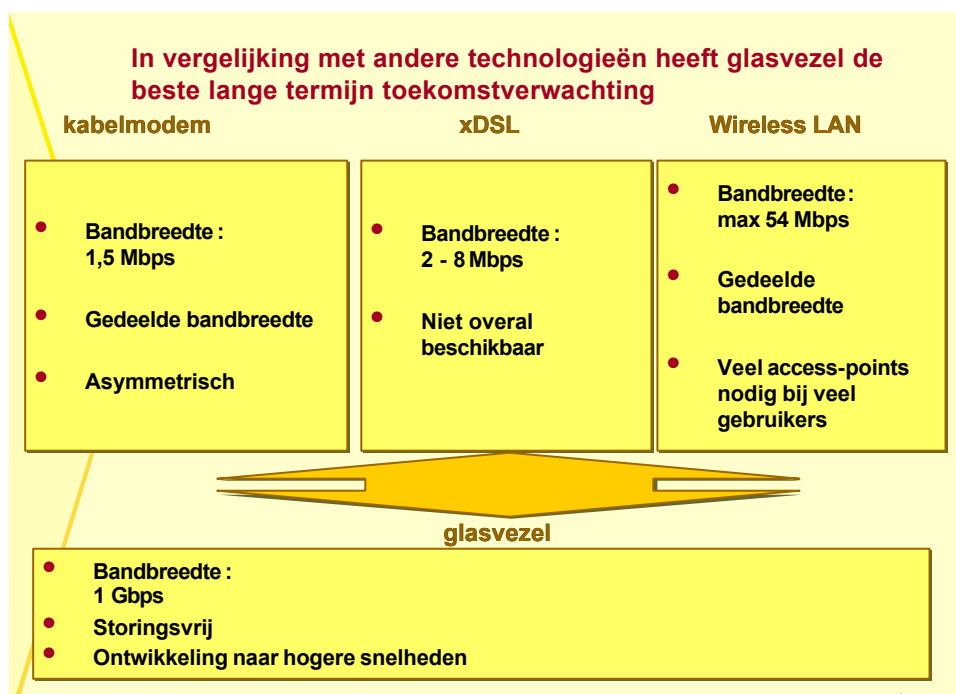 In vergelijking met andere technologieën heeft glasvezel de
beste lange termijn toekomstverwachting
kabelmodem
• Bandbreedte :
1,5 Mbps
• Gedeelde bandbreedte
• Asymmetrisch
xDSL
• Bandbreedte :
2 - 8 Mbps
• Niet overal
beschikbaar
Wireless LAN
• Bandbreedte :
max 54 Mbps
• Gedeelde
bandbreedte
• Veel access-points
nodig bij veel
gebruikers
glasvezel
• Bandbreedte :
1 Gbps
• Storingsvrij
• Ontwikkeling naar hogere snelheden